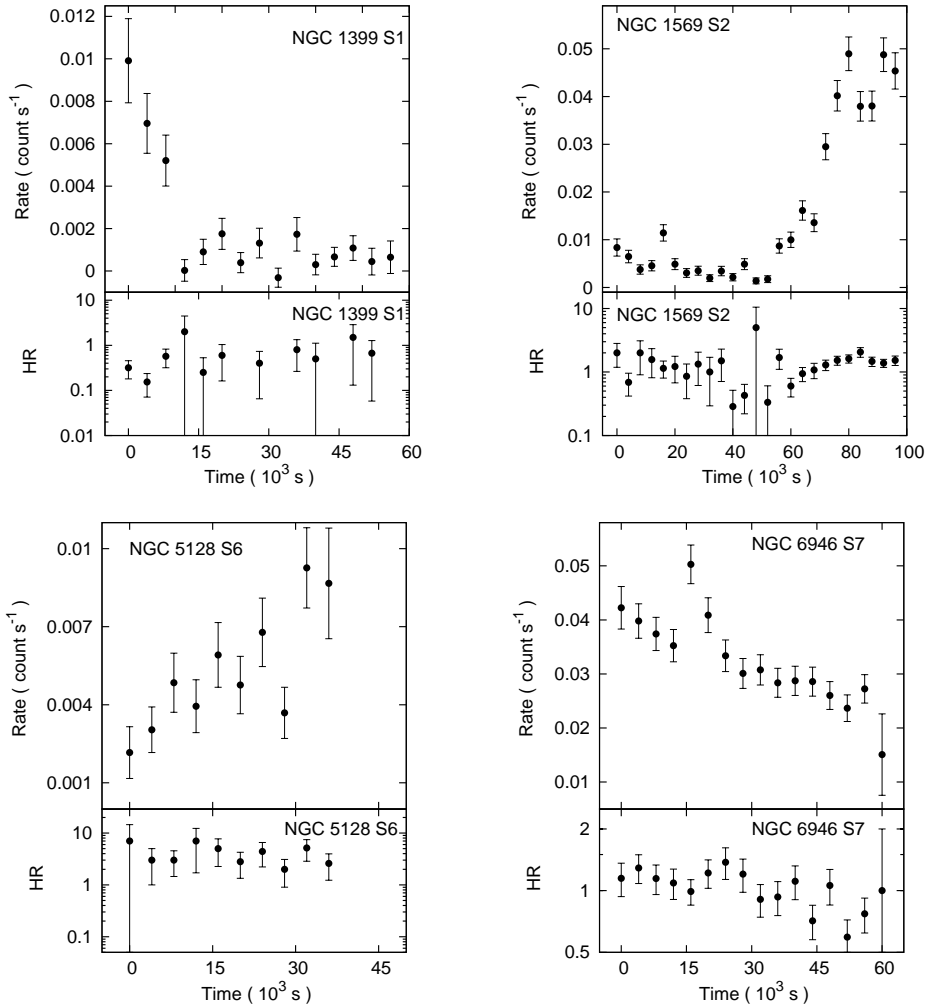 0.012
0.01
0.008
0.006
0.004
0.002
0
Rate ( count s⁻¹ )
NGC 1399 S1
10
1
0.1
0.01
HR
NGC 1399 S1
0 15 30 45 60
Time ( 10³ s )
0.05
0.04
0.03
0.02
0.01
0
Rate ( count s⁻¹ )
NGC 1569 S2
10
1
0.1
HR
NGC 1569 S2
0 20 40 60 80 100
Time ( 10³ s )
0.01
0.007
0.004
0.001
Rate ( count s⁻¹ )
NGC 5128 S6
10
1
0.1
HR
NGC 5128 S6
0 15 30 45
Time ( 10³ s )
0.05
0.04
0.03
0.02
0.01
Rate ( count s⁻¹ )
NGC 6946 S7
2
1
0.5
HR
NGC 6946 S7
0 15 30 45 60
Time ( 10³ s )